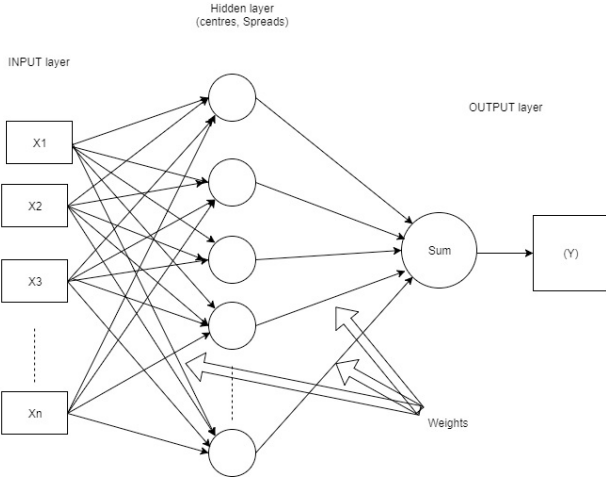 Hidden layer
(centres, Spreads)
INPUT layer
OUTPUT layer
X1
X2
X3
Xn
Sum
(Y)
Weights